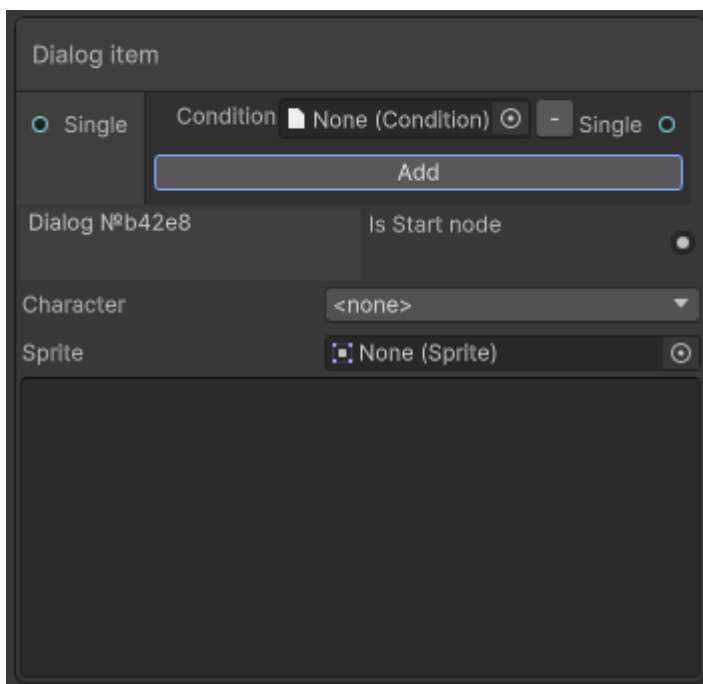 Dialog item
Single Condition None (Condition) - Single
Add
Dialog №b42e8 Is Start node
Character <none>
Sprite None (Sprite)